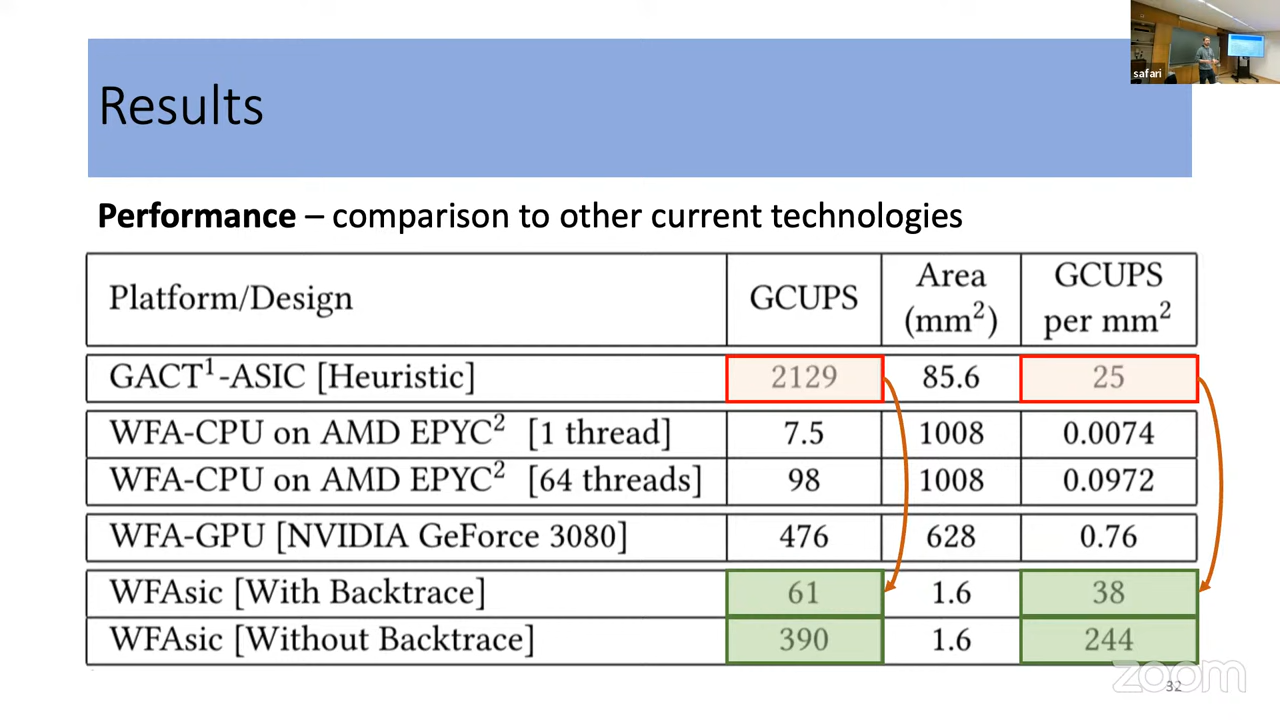 safari
Results
Performance – comparison to other current technologies
Platform/Design GCUPS Area (mm²) GCUPS per mm²
GACT¹-ASIC [Heuristic] 2129 85.6 25
WFA-CPU on AMD EPYC² [1 thread] 7.5 1008 0.0074
WFA-CPU on AMD EPYC² [64 threads] 98 1008 0.0972
WFA-GPU [NVIDIA GeForce 3080] 476 628 0.76
WFAsic [With Backtrace] 61 1.6 38
WFAsic [Without Backtrace] 390 1.6 244
zoom
32